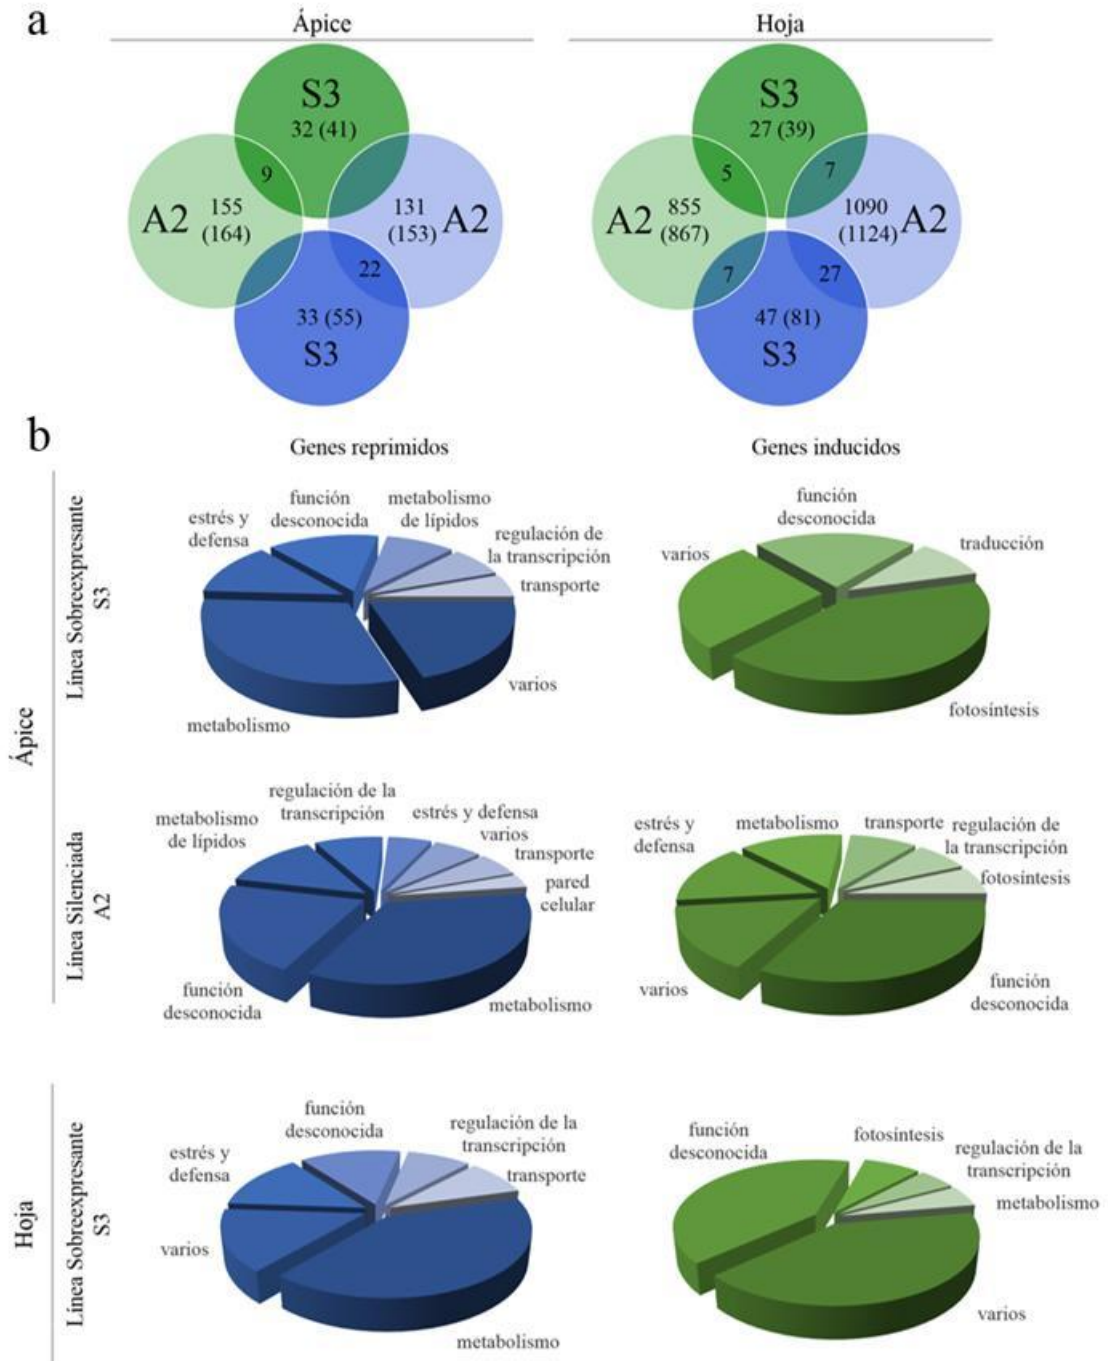 a
Ápice
Hoja
S3
32 (41)
9
A2
155
(164)
131
(153)
A2
22
33 (55)
S3
S3
27 (39)
5
7
A2
855
(867)
1090
(1124)
A2
7
27
47 (81)
S3
b
Genes reprimidos
Genes inducidos
Ápice
Línea Sobreexpresante
S3
función
desconocida
metabolismo
de lípidos
estrés y
defensa
regulación de
la transcripción
transporte
varios
metabolismo
función
desconocida
varios
traducción
fotosíntesis
Línea Silenciada
A2
regulación de la
transcripción
metabolismo
de lípidos
estrés y defensa
varios
transporte
pared
celular
función
desconocida
metabolismo
estrés y
defensa
metabolismo
transporte
regulación de
la transcripción
fotosíntesis
varios
función
desconocida
Hoja
Línea Sobreexpresante
S3
función
desconocida
regulación de la
transcripción
estrés y
defensa
transporte
varios
metabolismo
función
desconocida
fotosíntesis
regulación de la
transcripción
metabolismo
varios